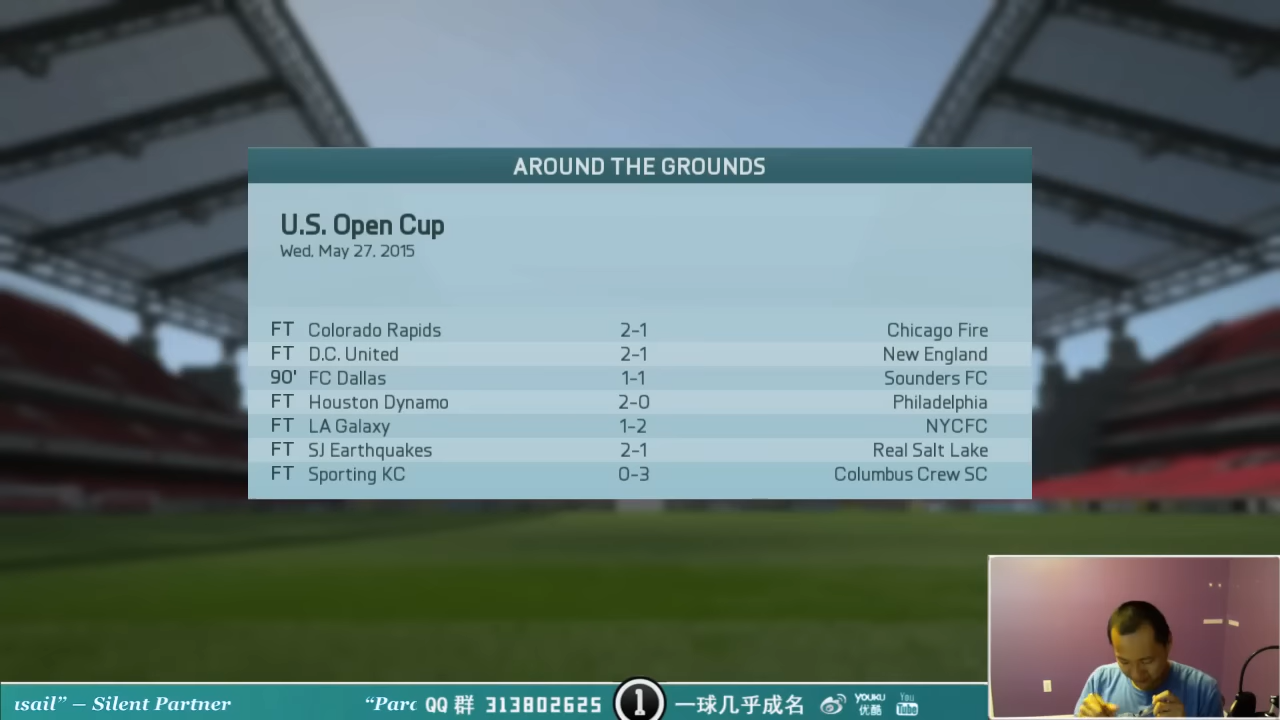 AROUND THE GROUNDS
U.S. Open Cup
Wed. May 27, 2015
FT Colorado Rapids 2-1 Chicago Fire
FT D.C. United 2-1 New England
90' FC Dallas 1-1 Sounders FC
FT Houston Dynamo 2-0 Philadelphia
FT LA Galaxy 1-2 NYCFC
FT SJ Earthquakes 2-1 Real Salt Lake
FT Sporting KC 0-3 Columbus Crew SC
usail” – Silent Partner “Parc QQ 群 313802625 1 一球几乎成名 YOUKU 优酷 You Tube